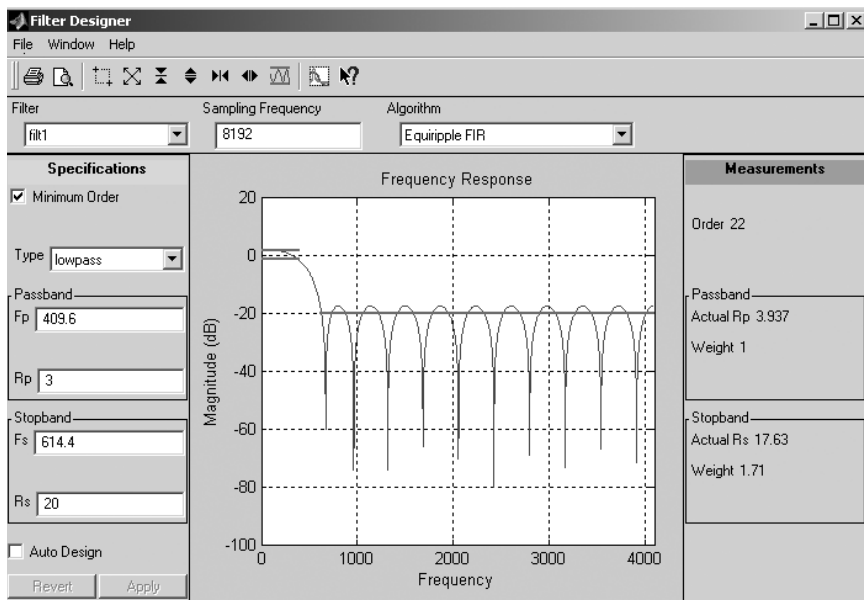 Filter Designer
File Window Help
Filter
Sampling Frequency
Algorithm
filt1
8192
Equiripple FIR
Specifications
Minimum Order
Type lowpass
Passband
Fp 409.6
Rp 3
Stopband
Fs 614.4
Rs 20
Auto Design
Revert Apply
Frequency Response
Magnitude (dB)
20
0
-20
-40
-60
-80
-100
0 1000 2000 3000 4000
Frequency
Measurements
Order 22
Passband
Actual Rp 3.937
Weight 1
Stopband
Actual Rs 17.63
Weight 1.71